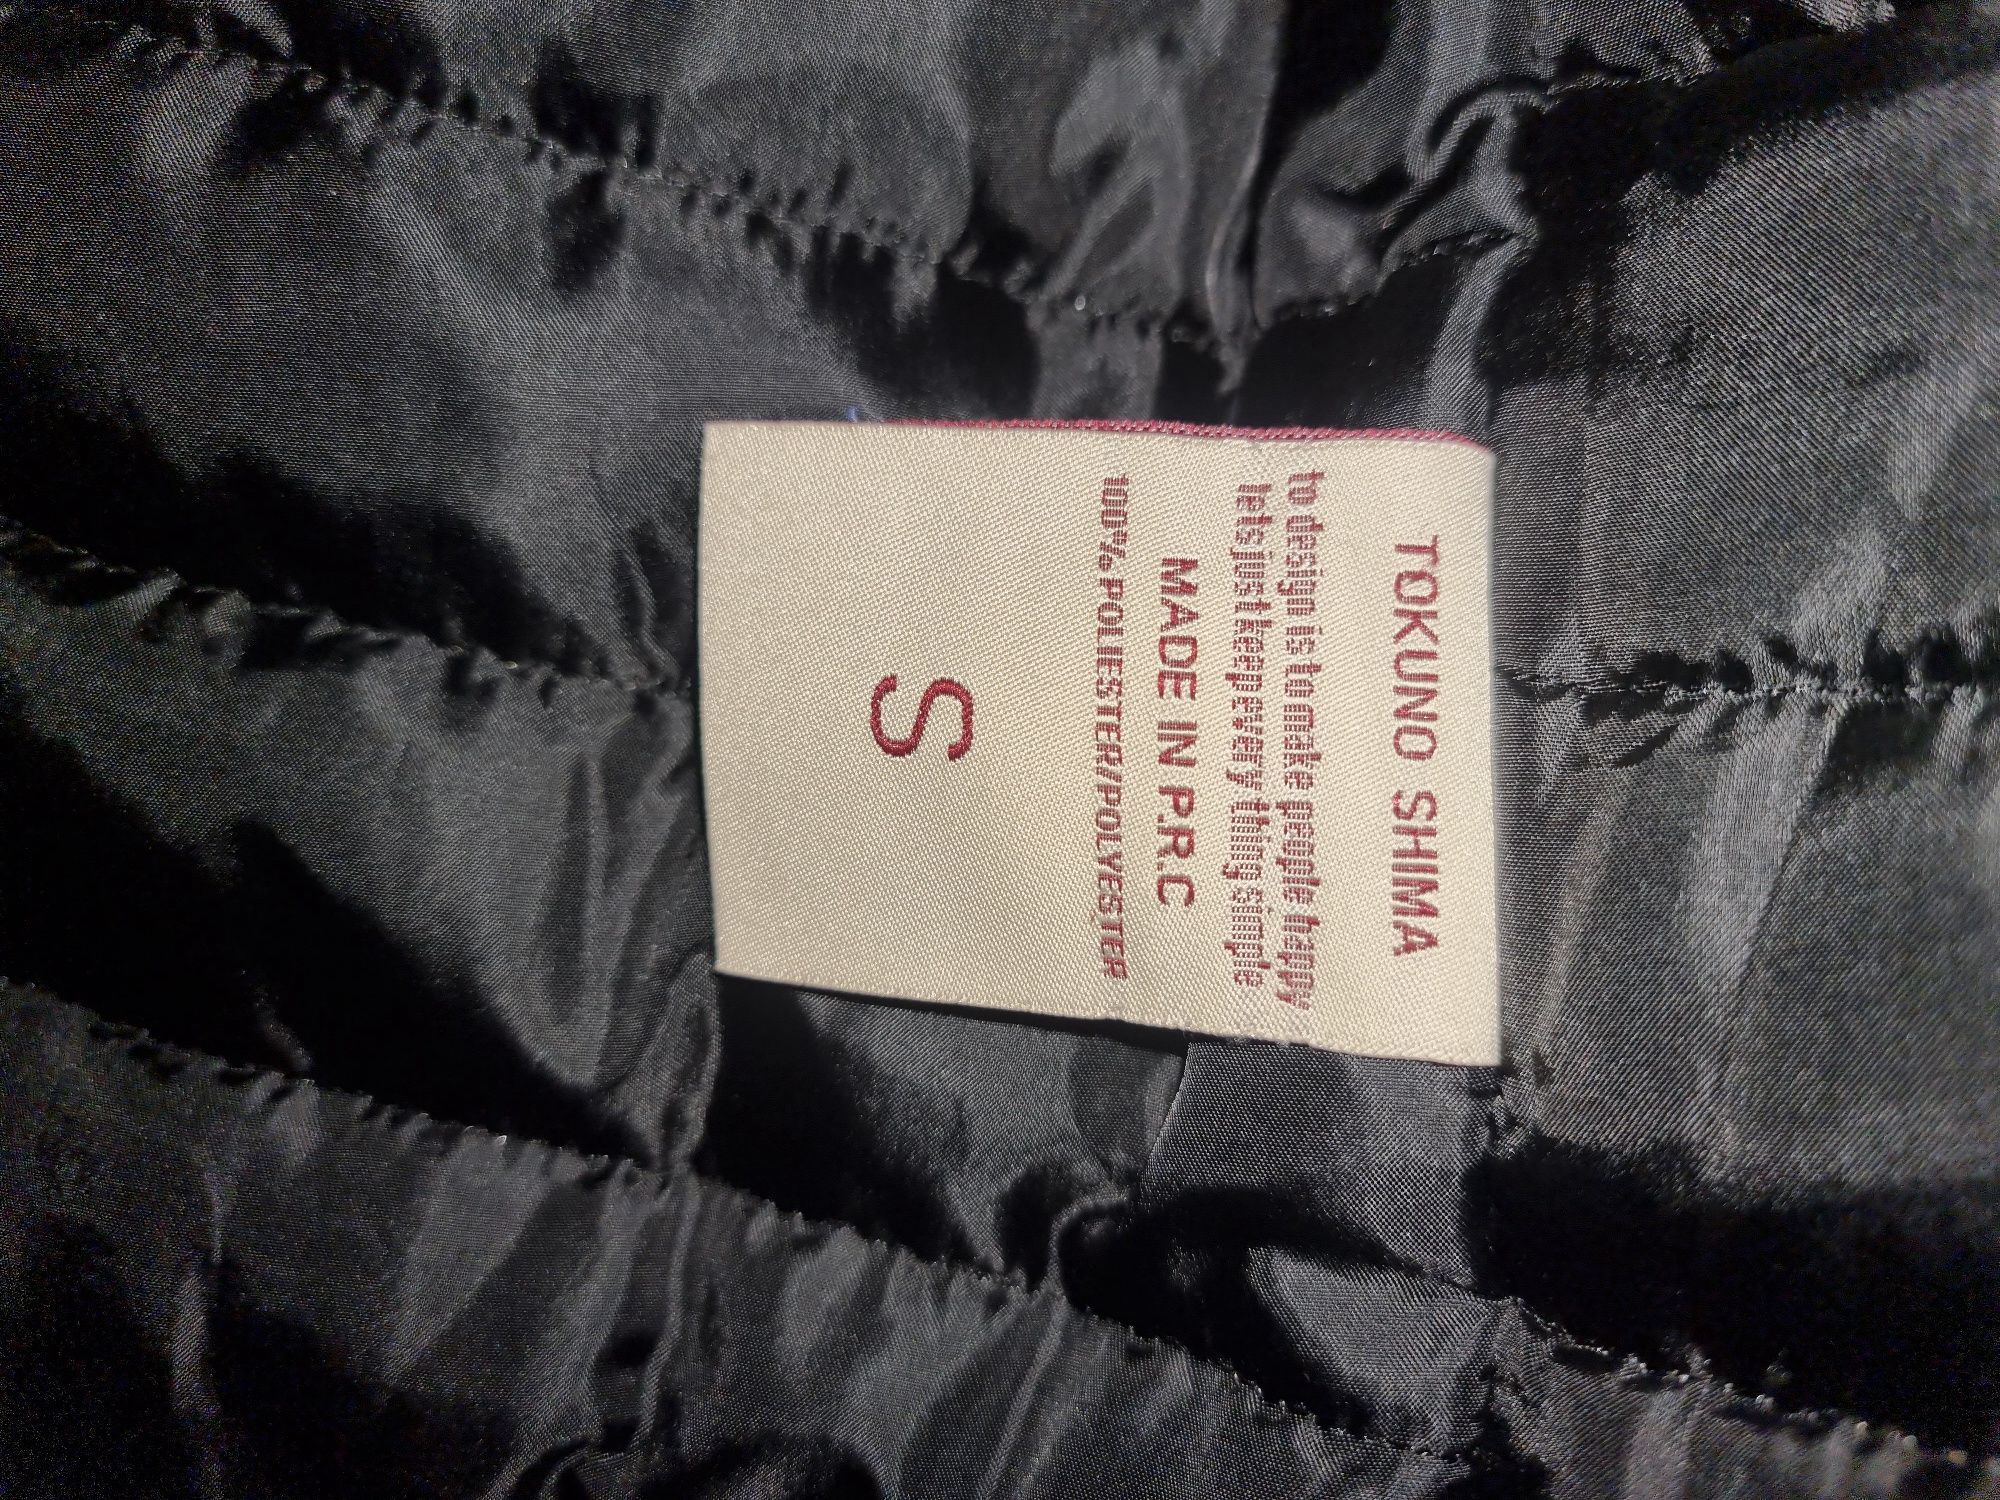 TOKUNO SHIMA
to design is to make people happy
let's just keep every thing simple
MADE IN P.R.C
100% POLIESTER/POLYESTER
S